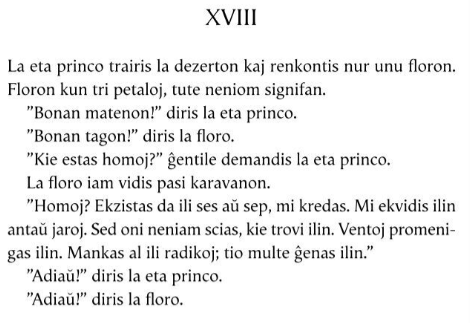 XVIII
La eta princo trairis la dezerton kaj renkontis nur unu floron.
Floron kun tri petaloj, tute neniom signifan.
”Bonan matenon!” diris la eta princo.
”Bonan tagon!” diris la floro.
”Kie estas homoj?” ĝentile demandis la eta princo.
La floro iam vidis pasi karavanon.
”Homoj? Ekzistas da ili ses aŭ sep, mi kredas. Mi ekvidis ilin
antaŭ jaroj. Sed oni neniam scias, kie trovi ilin. Ventoj promeni-
gas ilin. Mankas al ili radikoj; tio multe ĝenas ilin.”
”Adiaŭ!” diris la eta princo.
”Adiaŭ!” diris la floro.